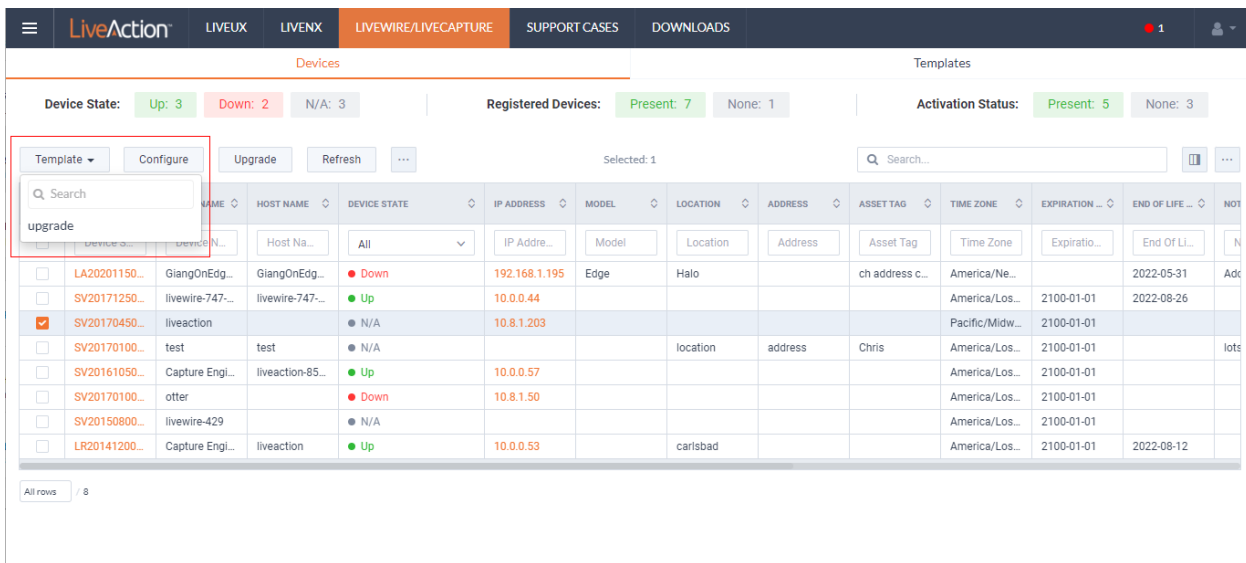 LiveAction LIVEUX LIVENX LIVEWIRE/LIVECAPTURE SUPPORT CASES DOWNLOADS 1
Devices Templates
Device State: Up: 3 Down: 2 N/A: 3 Registered Devices: Present: 7 None: 1 Activation Status: Present: 5 None: 3
Template Configure Upgrade Refresh ... Selected: 1 Search... ...
Search
NAME HOST NAME DEVICE STATE IP ADDRESS MODEL LOCATION ADDRESS ASSET TAG TIME ZONE EXPIRATION ... END OF LIFE ... NOT
upgrade
Device S... Device N... Host Na... All IP Addre... Model Location Address Asset Tag Time Zone Expiratio... End Of Li... N
LA20201150... GiangOnEdg... GiangOnEdg... Down 192.168.1.195 Edge Halo ch address c... America/Ne... 2022-05-31 Adc
SV20171250... livewire-747-... livewire-747-... Up 10.0.0.44 America/Los... 2100-01-01 2022-08-26
SV20170450... liveaction N/A 10.8.1.203 Pacific/Midw... 2100-01-01
SV20170100... test test N/A location address Chris America/Los... 2100-01-01 lots
SV20161050... Capture Engi... liveaction-85... Up 10.0.0.57 America/Los... 2100-01-01
SV20170100... otter Down 10.8.1.50 America/Los... 2100-01-01
SV20150800... livewire-429 N/A America/Los... 2100-01-01
LR20141200... Capture Engi... liveaction Up 10.0.0.53 carlsbad America/Los... 2100-01-01 2022-08-12
All rows / 8